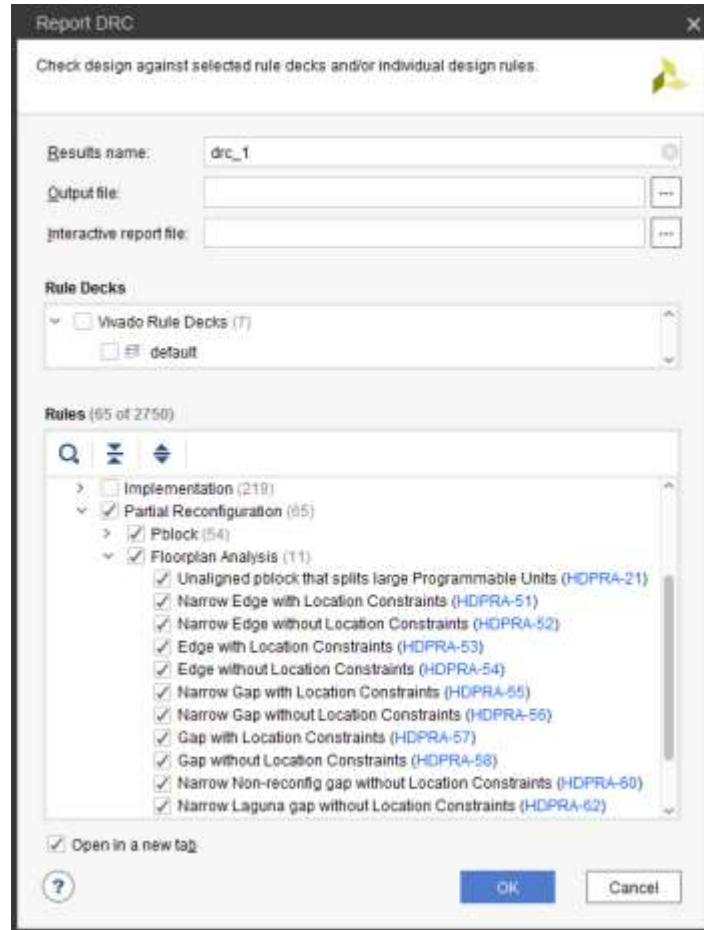 Report DRC
Check design against selected rule decks and/or individual design rules.
Results name: drc_1
Output file:
Interactive report file:
Rule Decks
Vivado Rule Decks (7)
default
Rules (65 of 2750)
Implementation (219)
Partial Reconfiguration (65)
Pblock (54)
Floorplan Analysis (11)
Unaligned pblock that splits large Programmable Units (HDPRA-21)
Narrow Edge with Location Constraints (HDPRA-51)
Narrow Edge without Location Constraints (HDPRA-52)
Edge with Location Constraints (HDPRA-53)
Edge without Location Constraints (HDPRA-54)
Narrow Gap with Location Constraints (HDPRA-55)
Narrow Gap without Location Constraints (HDPRA-56)
Gap with Location Constraints (HDPRA-57)
Gap without Location Constraints (HDPRA-58)
Narrow Non-reconfig gap without Location Constraints (HDPRA-60)
Narrow Laguna gap without Location Constraints (HDPRA-62)
Open in a new tab
? OK Cancel